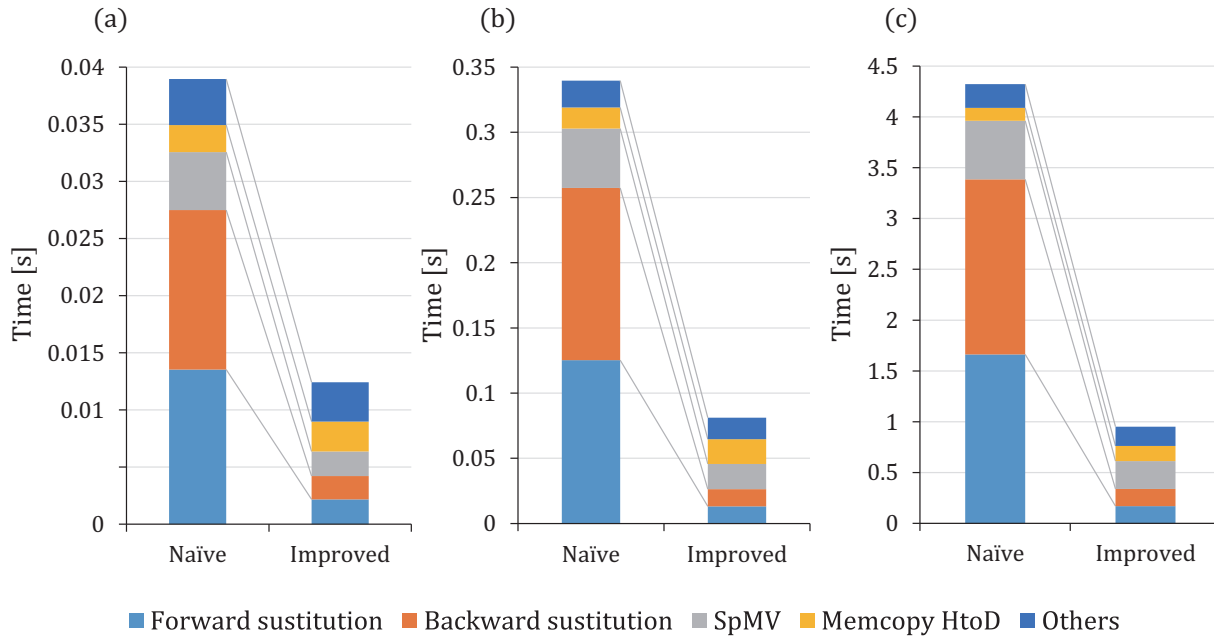 (a)
0.04
0.035
0.03
0.025
0.02
0.015
0.01
0
Time [s]
Naïve Improved
(b)
0.35
0.3
0.25
0.2
0.15
0.1
0.05
0
Time [s]
Naïve Improved
(c)
4.5
4
3.5
3
2.5
2
1.5
1
0.5
0
Time [s]
Naïve Improved
Forward sustitution Backward sustitution SpMV Memcopy HtoD Others